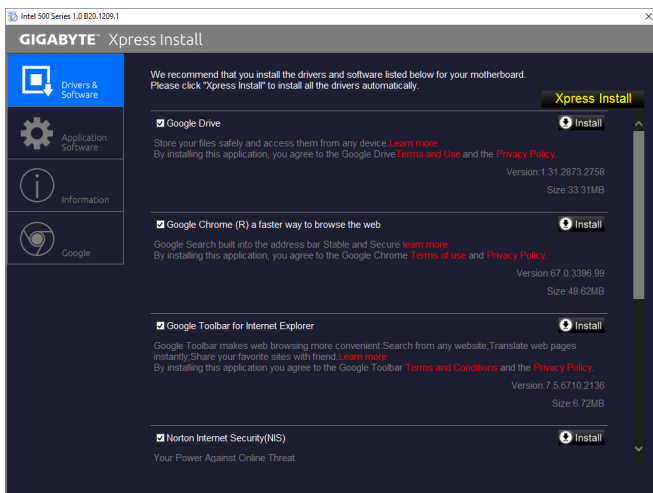 Intel 500 Series 1.0 B20.1209.1
GIGABYTE™ Xpress Install
Drivers &
Software
Application
Software
Information
Google
We recommend that you install the drivers and software listed below for your motherboard.
Please click "Xpress Install" to install all the drivers automatically.
Xpress Install
Google Drive
Install
Store your files safely and access them from any device.Learn more
By installing this application, you agree to the Google DriveTerms and Use and the Privacy Policy.
Version:1.31.2873.2758
Size:33.31MB
Google Chrome (R) a faster way to browse the web
Install
Google Search built into the address bar Stable and Secure learn more
By installing this application, you agree to the Google Chrome Terms of use and Privacy Policy.
Version:67.0.3396.99
Size:48.62MB
Google Toolbar for Internet Explorer
Install
Google Toolbar makes web browsing more convenient:Search from any website;Translate web pages
instantly;Share your favorite sites with friend.Learn more
By installing this application you agree to the Google Toolbar Terms and Conditions and the Privacy Policy.
Version:7.5.6710.2136
Size:6.72MB
Norton Internet Security(NIS)
Install
Your Power Against Online Threat.